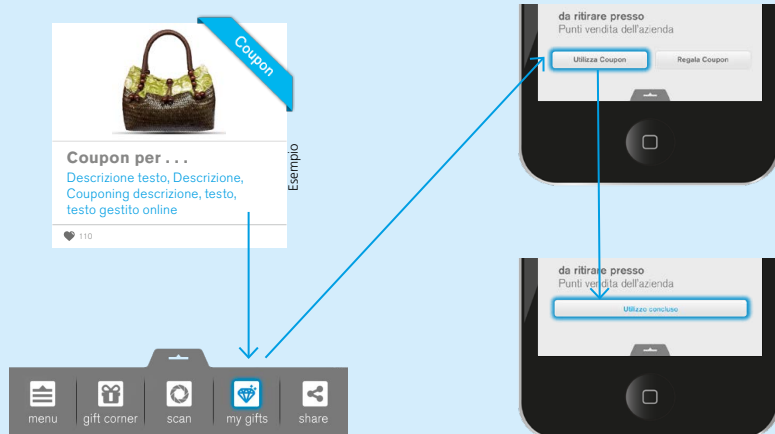 Coupon
Coupon per . . .
Descrizione testo, Descrizione,
Couponing descrizione, testo,
testo gestito online
110
Esempio
menu
gift corner
scan
my gifts
share
da ritirare presso
Punti vendita dell'azienda
Utilizza Coupon
Regala Coupon
da ritirare presso
Punti vendita dell'azienda
Utilizzo concluso